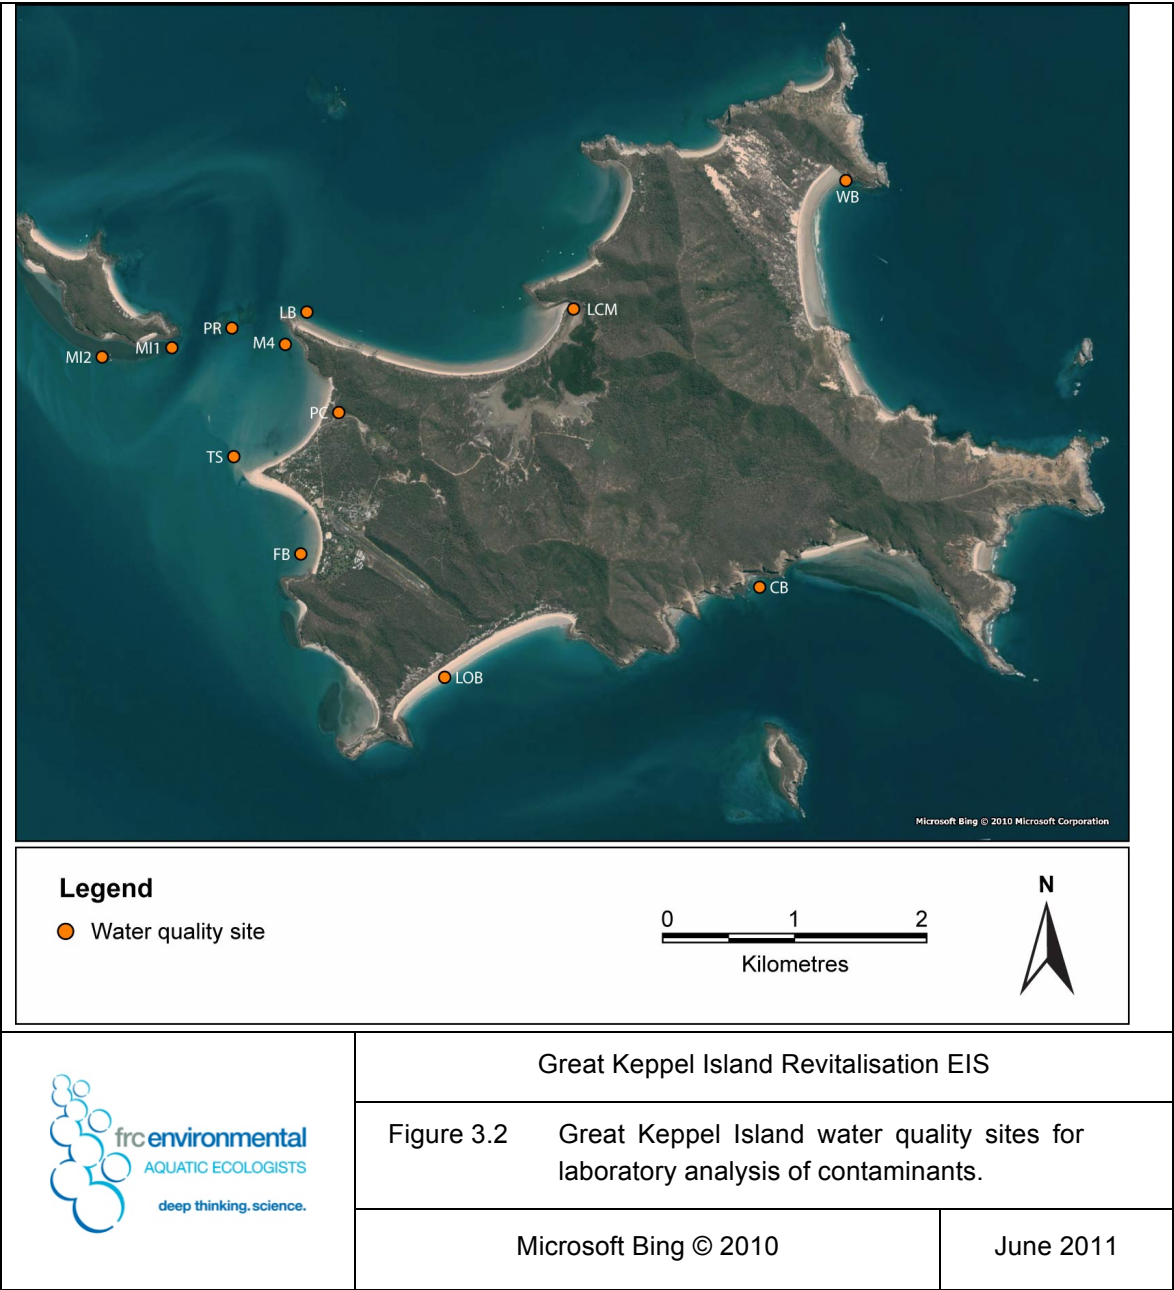 WB
LCM
LB
PR
M4
MI1
MI2
PC
TS
FB
CB
LOB
Microsoft Bing © 2010 Microsoft Corporation
Legend
Water quality site
0 1 2
Kilometres
N
frc environmental
AQUATIC ECOLOGISTS
deep thinking. science.
Great Keppel Island Revitalisation EIS
Figure 3.2 Great Keppel Island water quality sites for
laboratory analysis of contaminants.
Microsoft Bing © 2010
June 2011